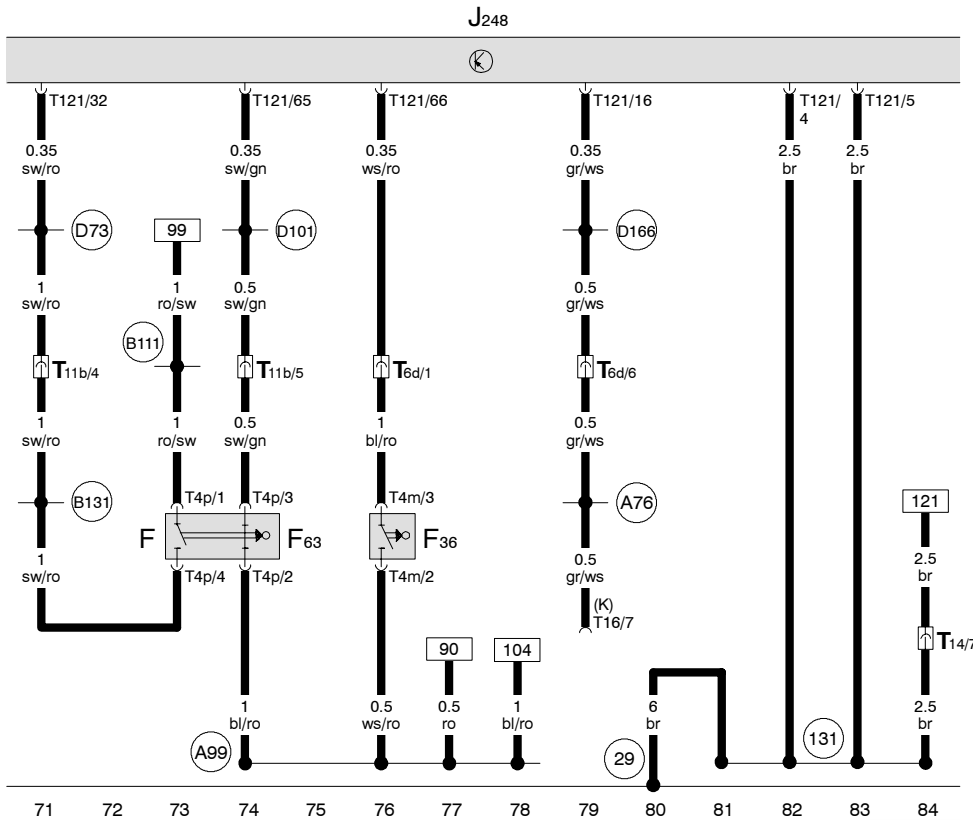 J248
T121/32 T121/65 T121/66 T121/16 T121/ T121/5
4
0.35 0.35 0.35 0.35 2.5 2.5
sw/ro sw/gn ws/ro gr/ws br br
D73 99 D101 D166
1 1 0.5 0.5
sw/ro ro/sw sw/gn gr/ws
B111
T11b/4 T11b/5 T6d/1 T6d/6
1 1 0.5 1 0.5
sw/ro ro/sw sw/gn bl/ro gr/ws
B131 T4p/1 T4p/3 T4m/3 A76 121
F F63 F36
1 0.5 2.5
sw/ro T4p/4 T4p/2 T4m/2 gr/ws br
(K)
T16/7
90 104 T14/7
1 0.5 0.5 1 6 2.5
bl/ro ws/ro ro bl/ro br br
A99 29 131
71 72 73 74 75 76 77 78 79 80 81 82 83 84